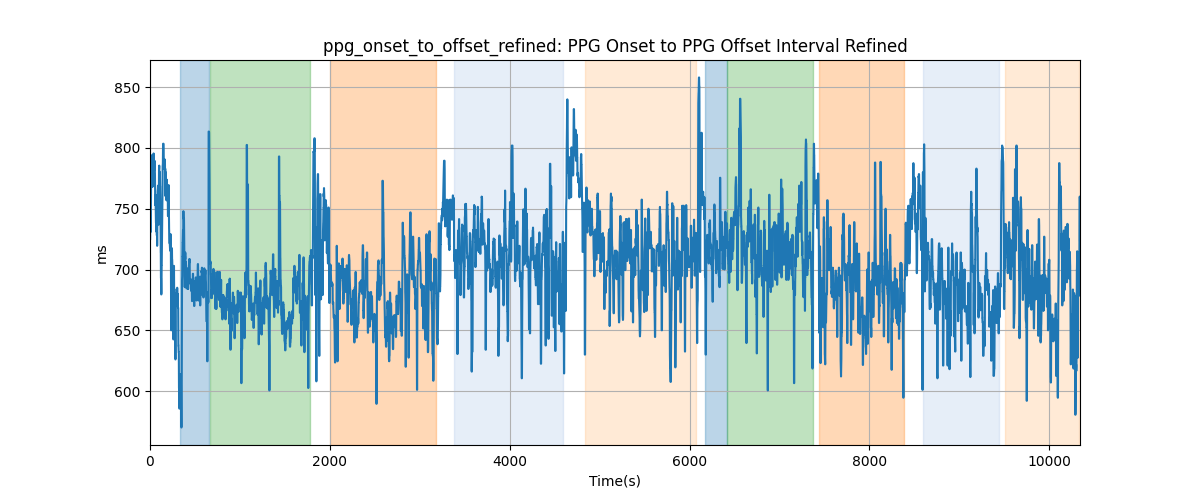 ppg_onset_to_offset_refined: PPG Onset to PPG Offset Interval Refined
850
800
750
700
650
600
ms
0 2000 4000 6000 8000 10000
Time(s)